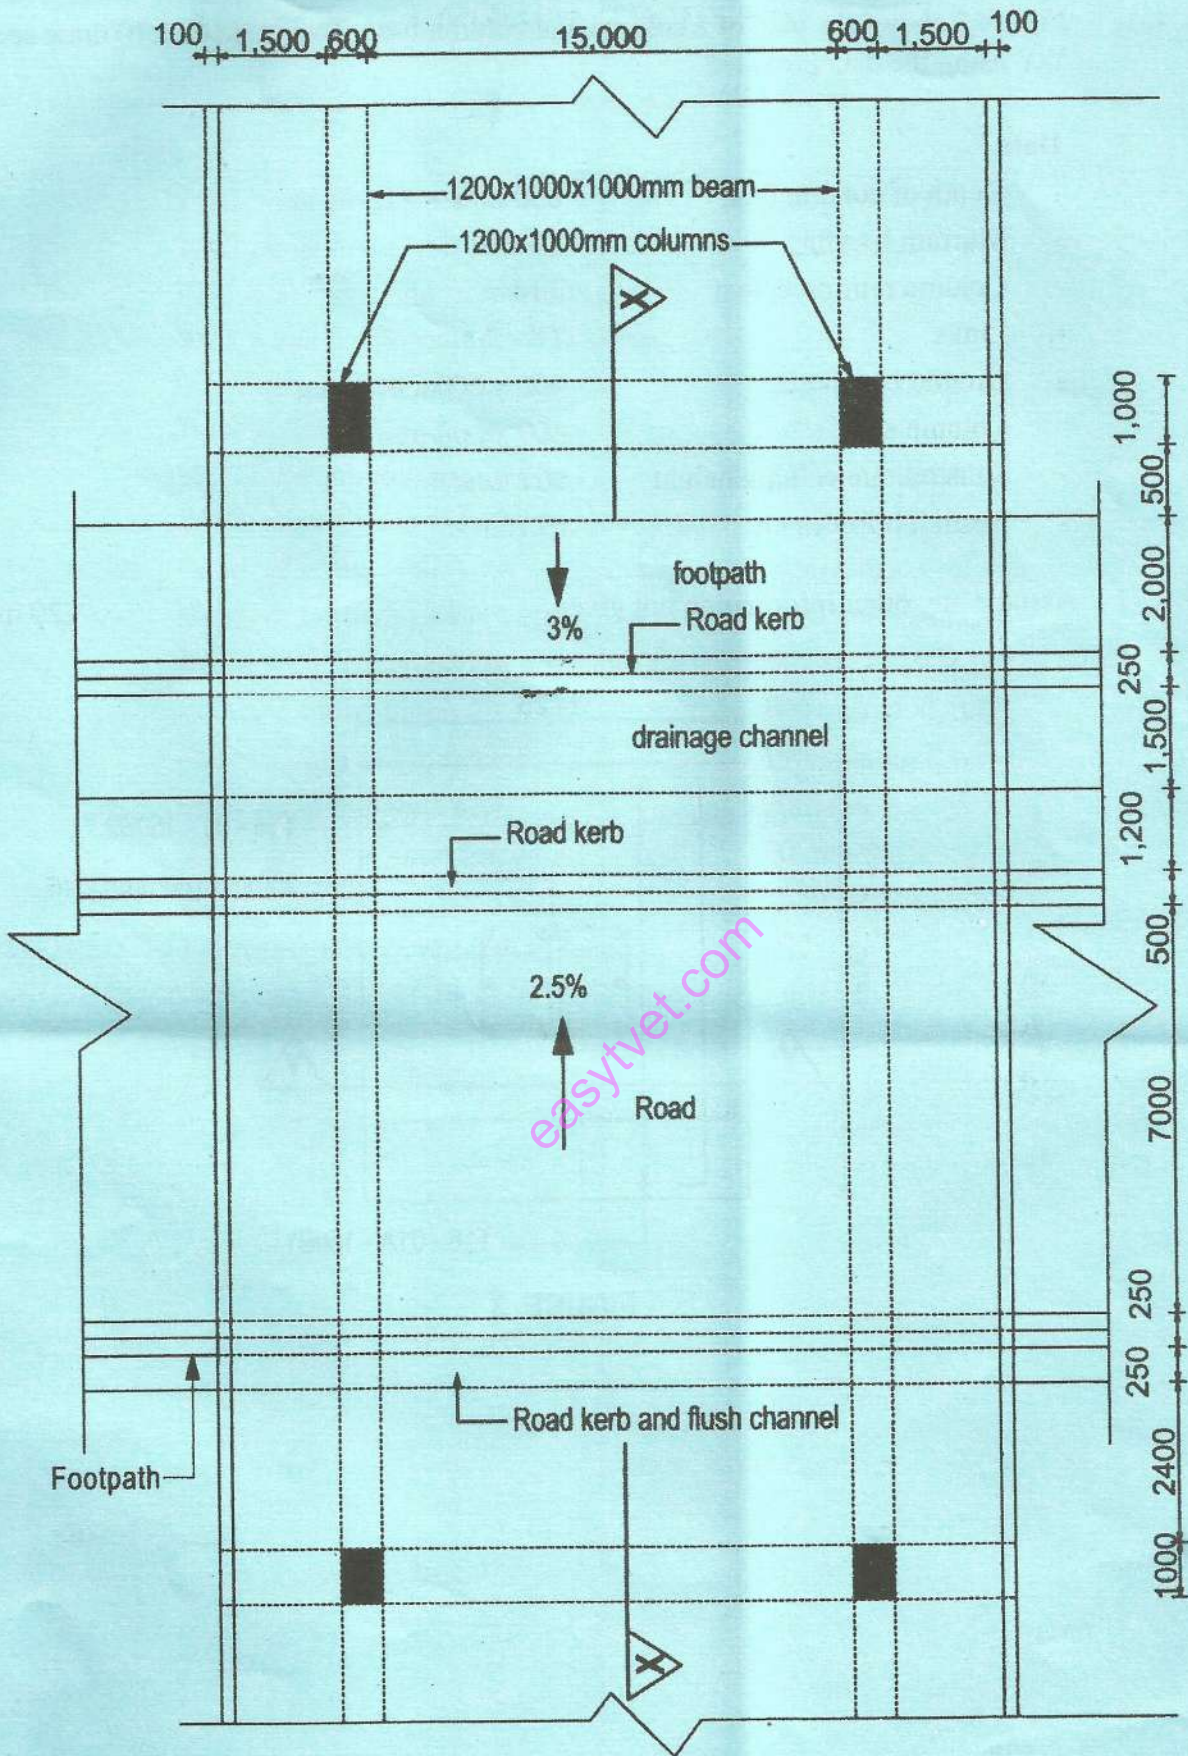 100 1,500 600 15,000 600 1,500 100
1200x1000x1000mm beam
1200x1000mm columns
X
1,000
500
footpath
2,000
3%
Road kerb
250
drainage channel
1,500
Road kerb
1,200
500
2.5%
easytvet.com
Road
7000
250
250
Road kerb and flush channel
Footpath
2400
1000
X